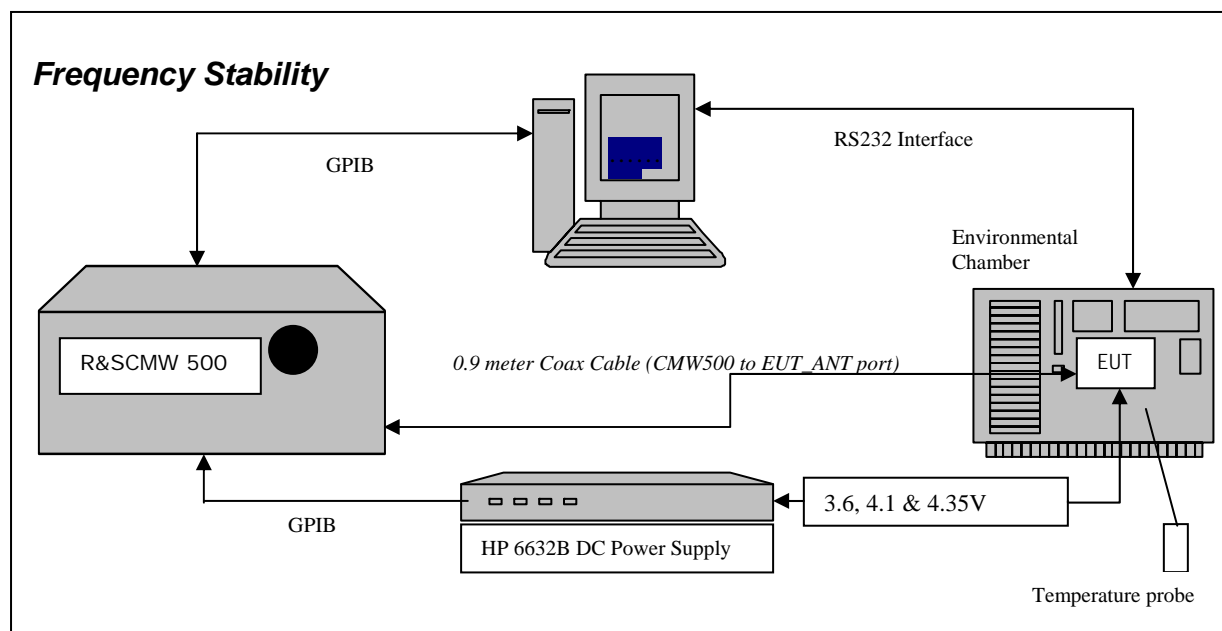 Frequency Stability
GPIB
RS232 Interface
Environmental
Chamber
R&SCMW 500
0.9 meter Coax Cable (CMW500 to EUT_ANT port)
EUT
3.6, 4.1 & 4.35V
GPIB
HP 6632B DC Power Supply
Temperature probe